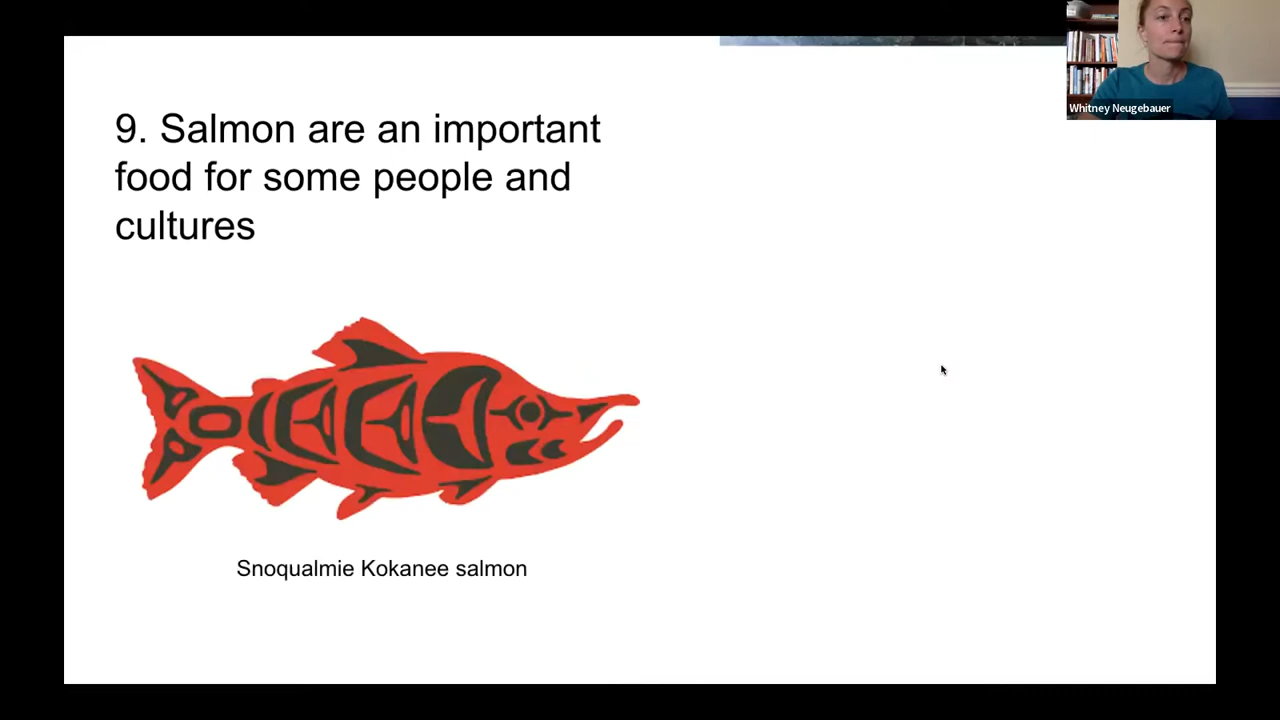 Whitney Neugebauer
9. Salmon are an important
food for some people and
cultures
Snoqualmie Kokanee salmon